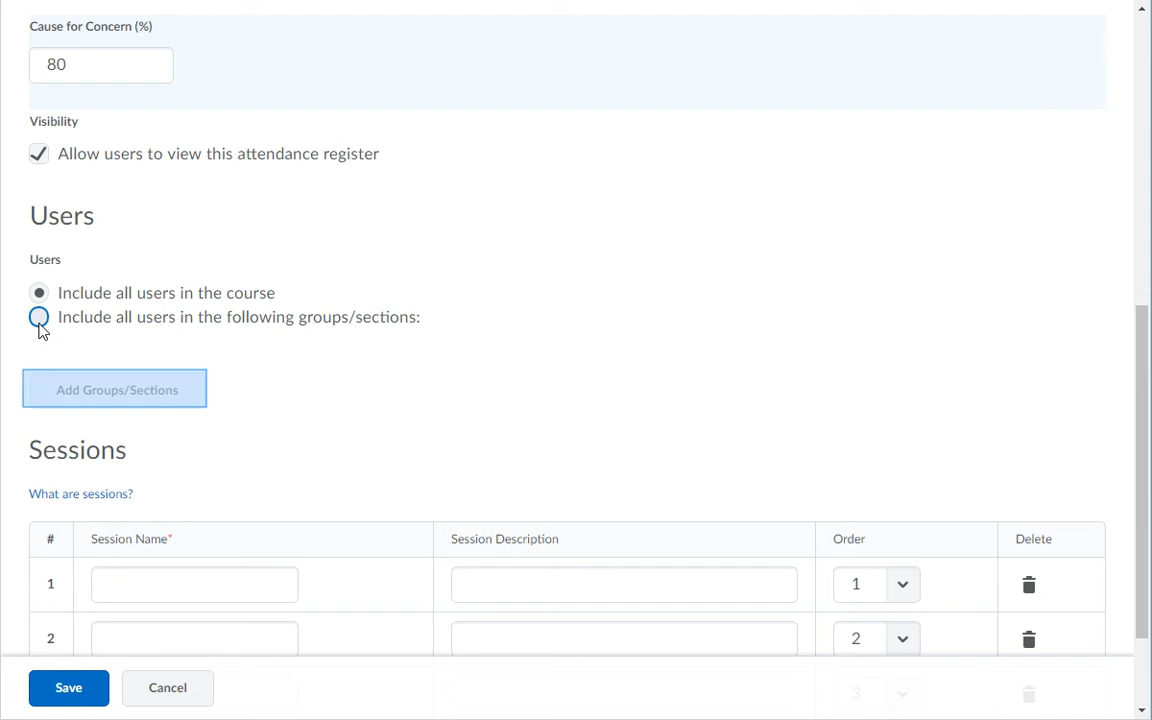 Cause for Concern (%)
80
Visibility
Allow users to view this attendance register
Users
Users
Include all users in the course
Include all users in the following groups/sections:
Add Groups/Sections
Sessions
What are sessions?
# Session Name* Session Description Order Delete
1 1
2 2
Save Cancel 3